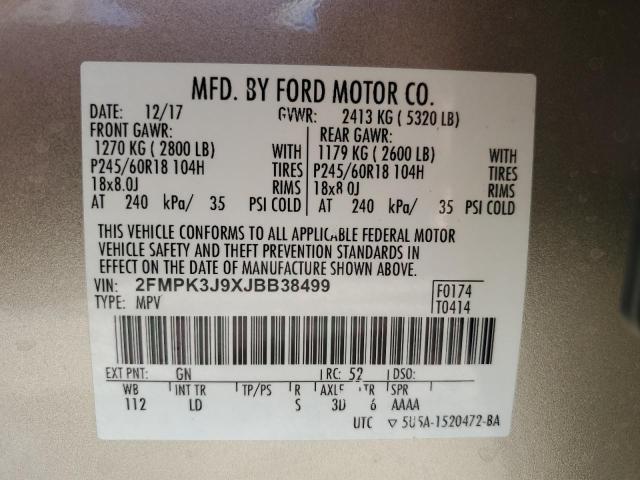 MFD. BY FORD MOTOR CO.
DATE: 12/17 GVWR: 2413 KG ( 5320 LB)
FRONT GAWR: REAR GAWR:
1270 KG ( 2800 LB) WITH 1179 KG ( 2600 LB) WITH
P245/60R18 104H TIRES P245/60R18 104H TIRES
18x8.0J RIMS 18x8.0J RIMS
AT 240 kPa/ 35 PSI COLD AT 240 kPa/ 35 PSI COLD
THIS VEHICLE CONFORMS TO ALL APPLICABLE FEDERAL MOTOR
VEHICLE SAFETY AND THEFT PREVENTION STANDARDS IN
EFFECT ON THE DATE OF MANUFACTURE SHOWN ABOVE.
VIN: 2FMPK3J9XJBB38499 F0174
TYPE: MPV T0414
EXT PNT: GN RC: 52 DSO:
WB INT TR TP/PS R AXLE TR SPR
112 LD S 3D 6 AAAA
UTC ▽ 5U5A-1520472-BA